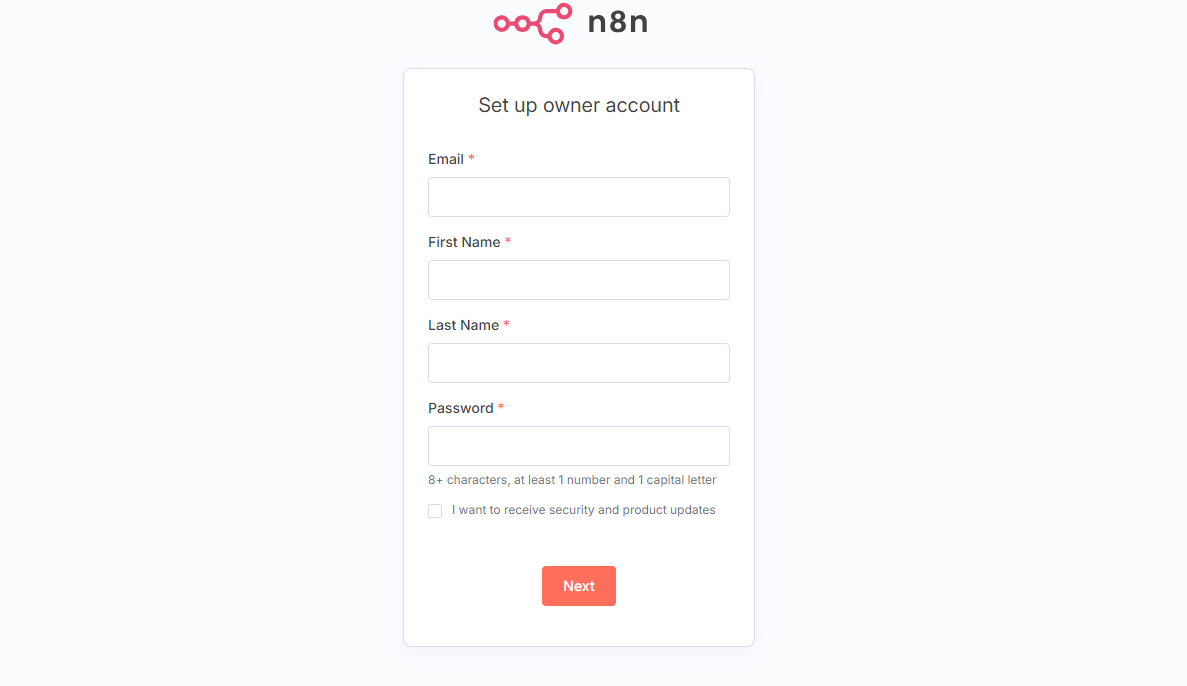 n8n
Set up owner account
Email *
First Name *
Last Name *
Password *
8+ characters, at least 1 number and 1 capital letter
I want to receive security and product updates
Next